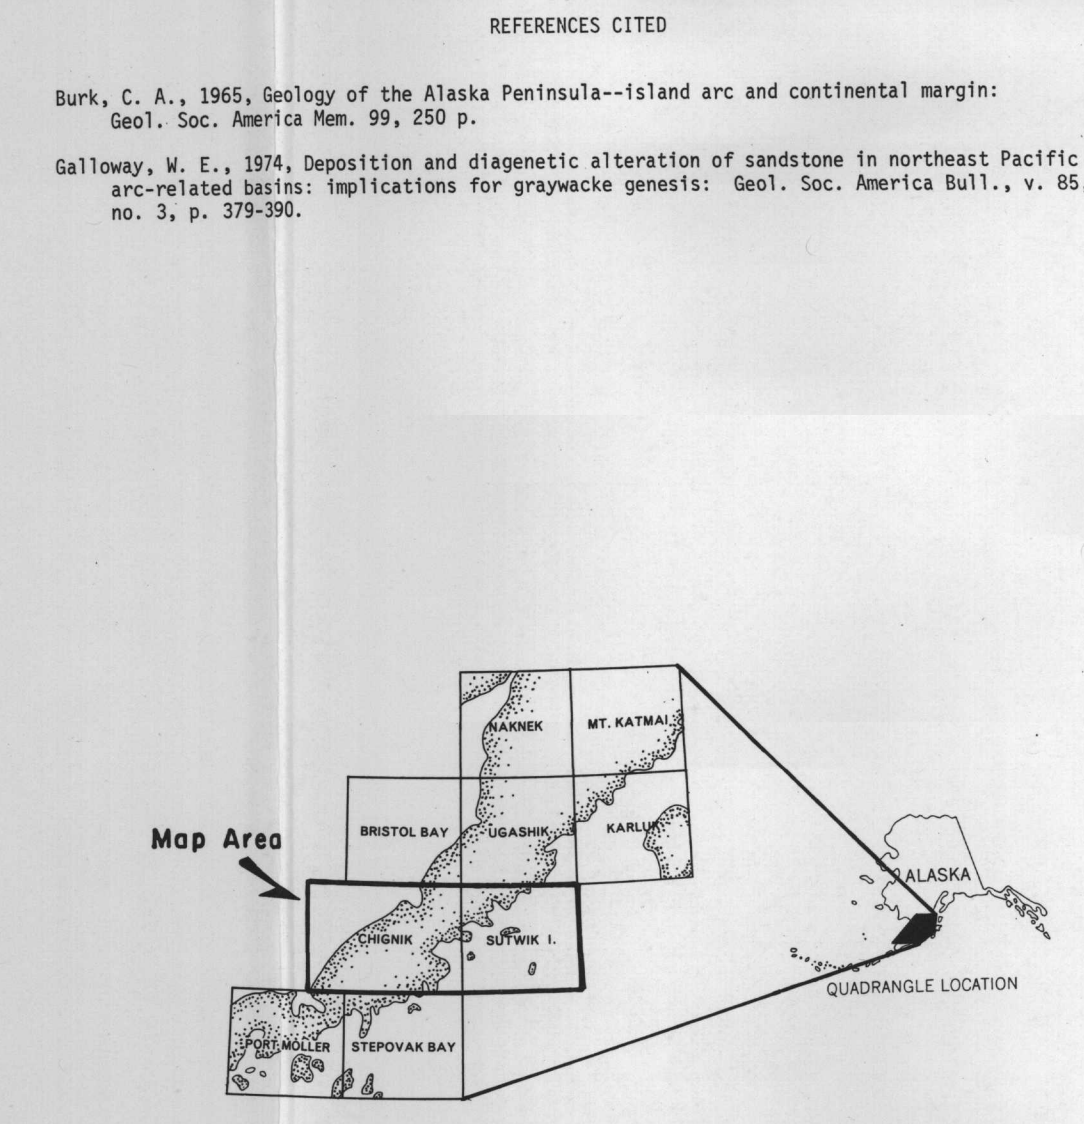 REFERENCES CITED
Burk, C. A., 1965, Geology of the Alaska Peninsula--island arc and continental margin:
Geol. Soc. America Mem. 99, 250 p.
Galloway, W. E., 1974, Deposition and diagenetic alteration of sandstone in northeast Pacific
arc-related basins: implications for graywacke genesis: Geol. Soc. America Bull., v. 85,
no. 3, p. 379-390.
NAKNEK
MT. KATMAI
BRISTOL BAY
UGASHIK
KARLUK
Map Area
ALASKA
CHIGNIK
SUTWIK I.
QUADRANGLE LOCATION
PORT MOLLER
STEPOVAK BAY